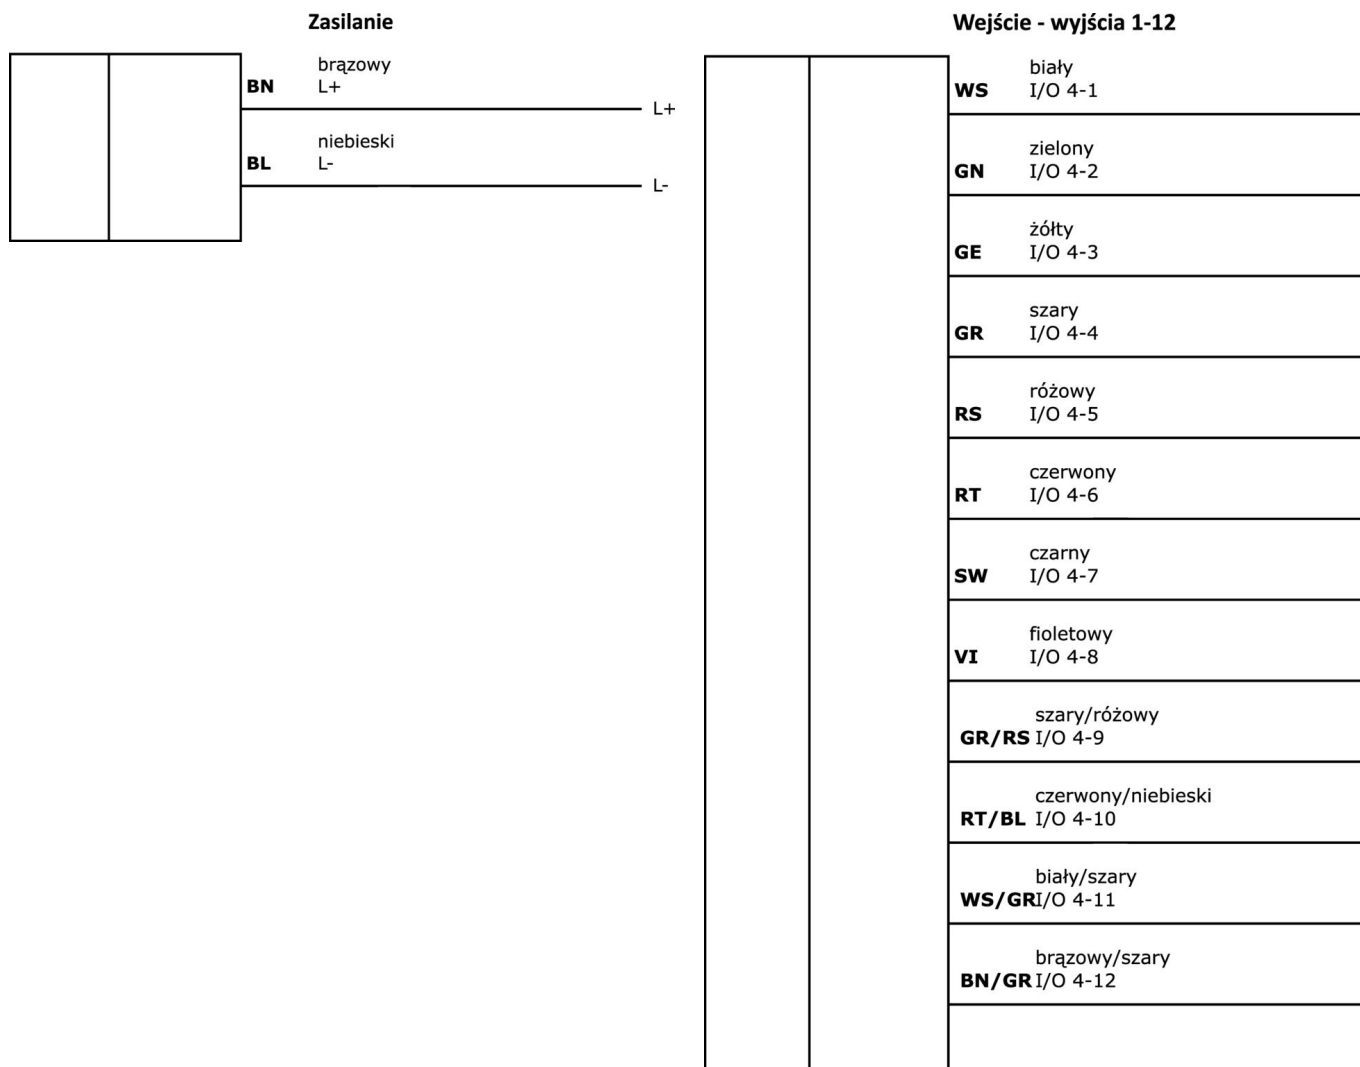 Zasilanie
BN brązowy
L+
L+
BL niebieski
L-
L-
Wejście - wyjścia 1-12
biały
WS I/O 4-1
zielony
GN I/O 4-2
żółty
GE I/O 4-3
szary
GR I/O 4-4
różowy
RS I/O 4-5
czerwony
RT I/O 4-6
czarny
SW I/O 4-7
fioletowy
VI I/O 4-8
szary/różowy
GR/RS I/O 4-9
czerwony/niebieski
RT/BL I/O 4-10
biały/szary
WS/GR I/O 4-11
brązowy/szary
BN/GR I/O 4-12